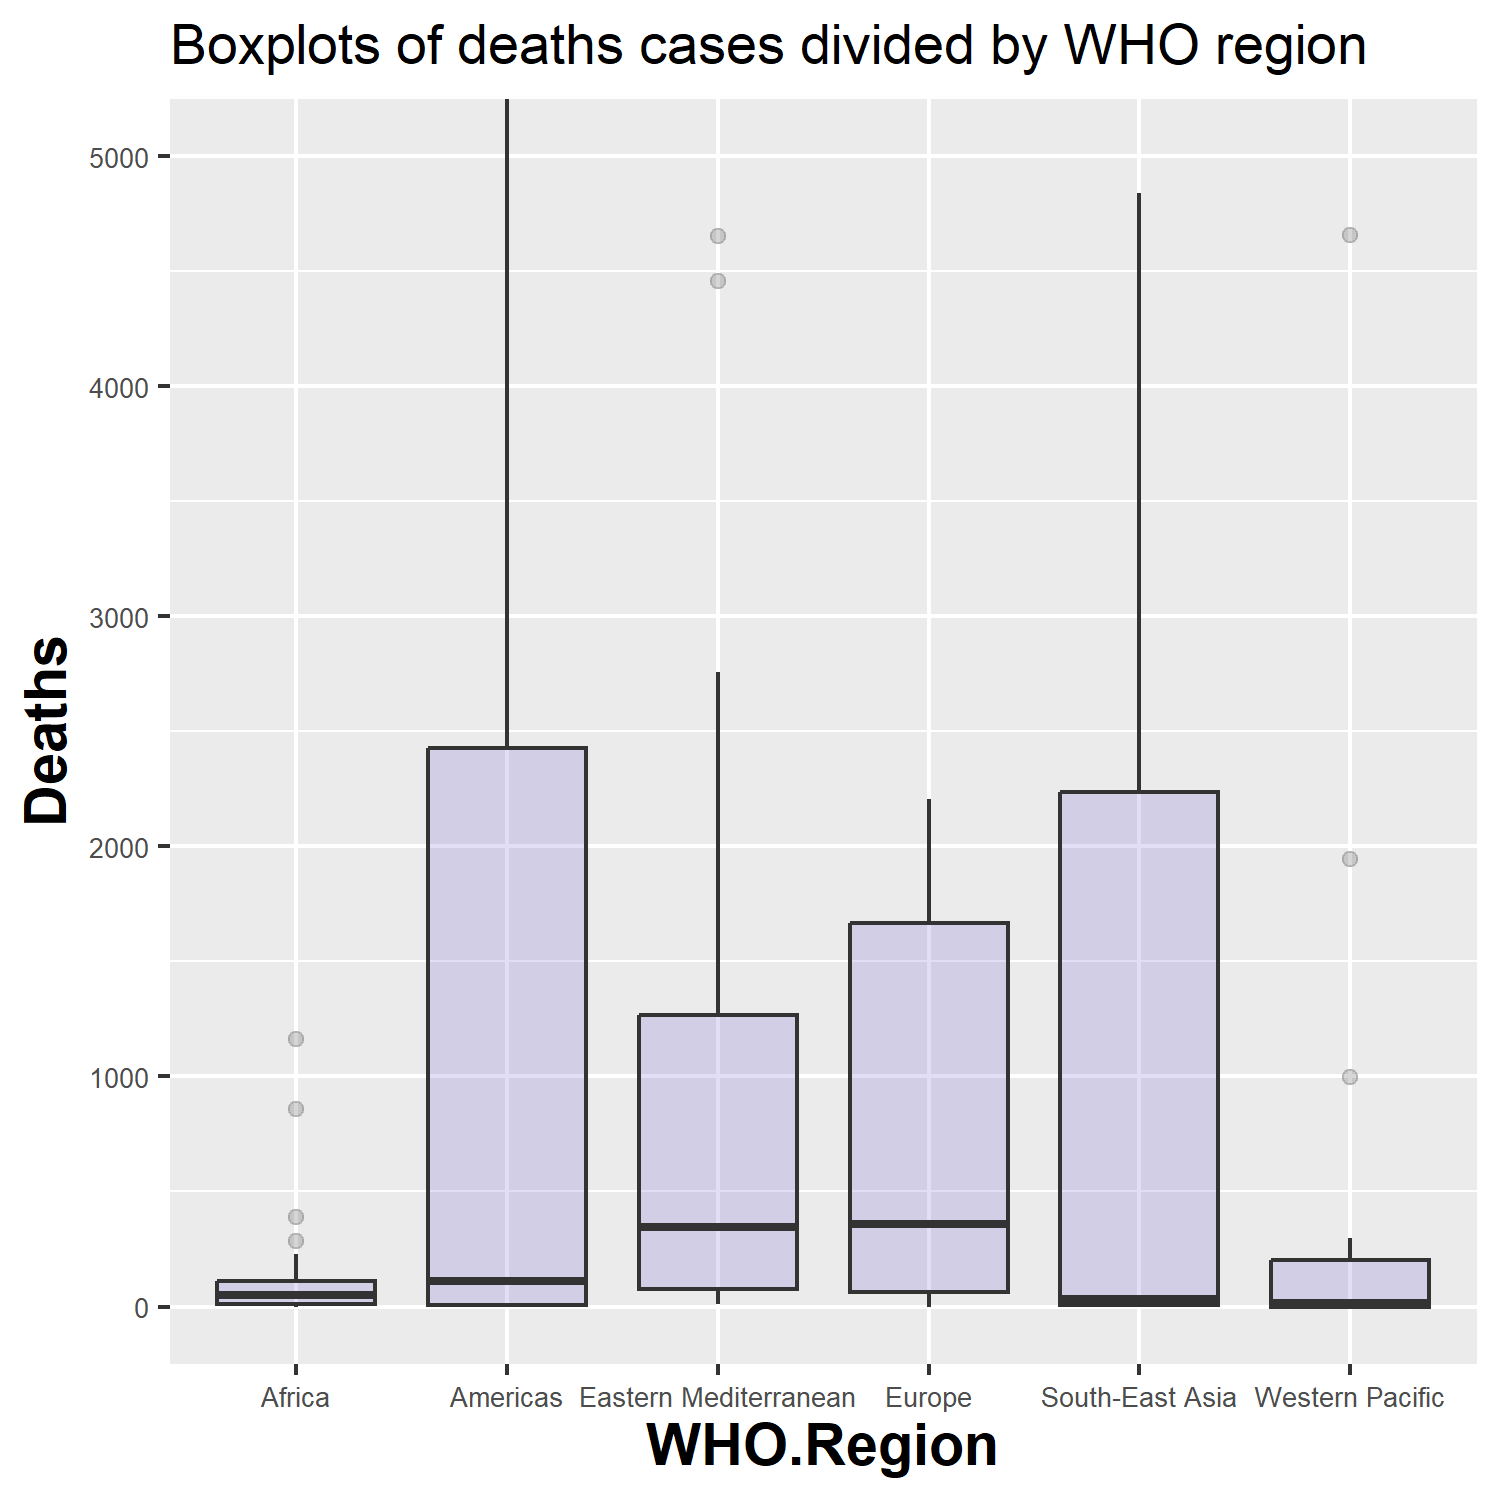 Boxplots of deaths cases divided by WHO region
5000
4000
3000
2000
1000
0
Deaths
Africa Americas Eastern Mediterranean Europe South-East Asia Western Pacific
WHO.Region